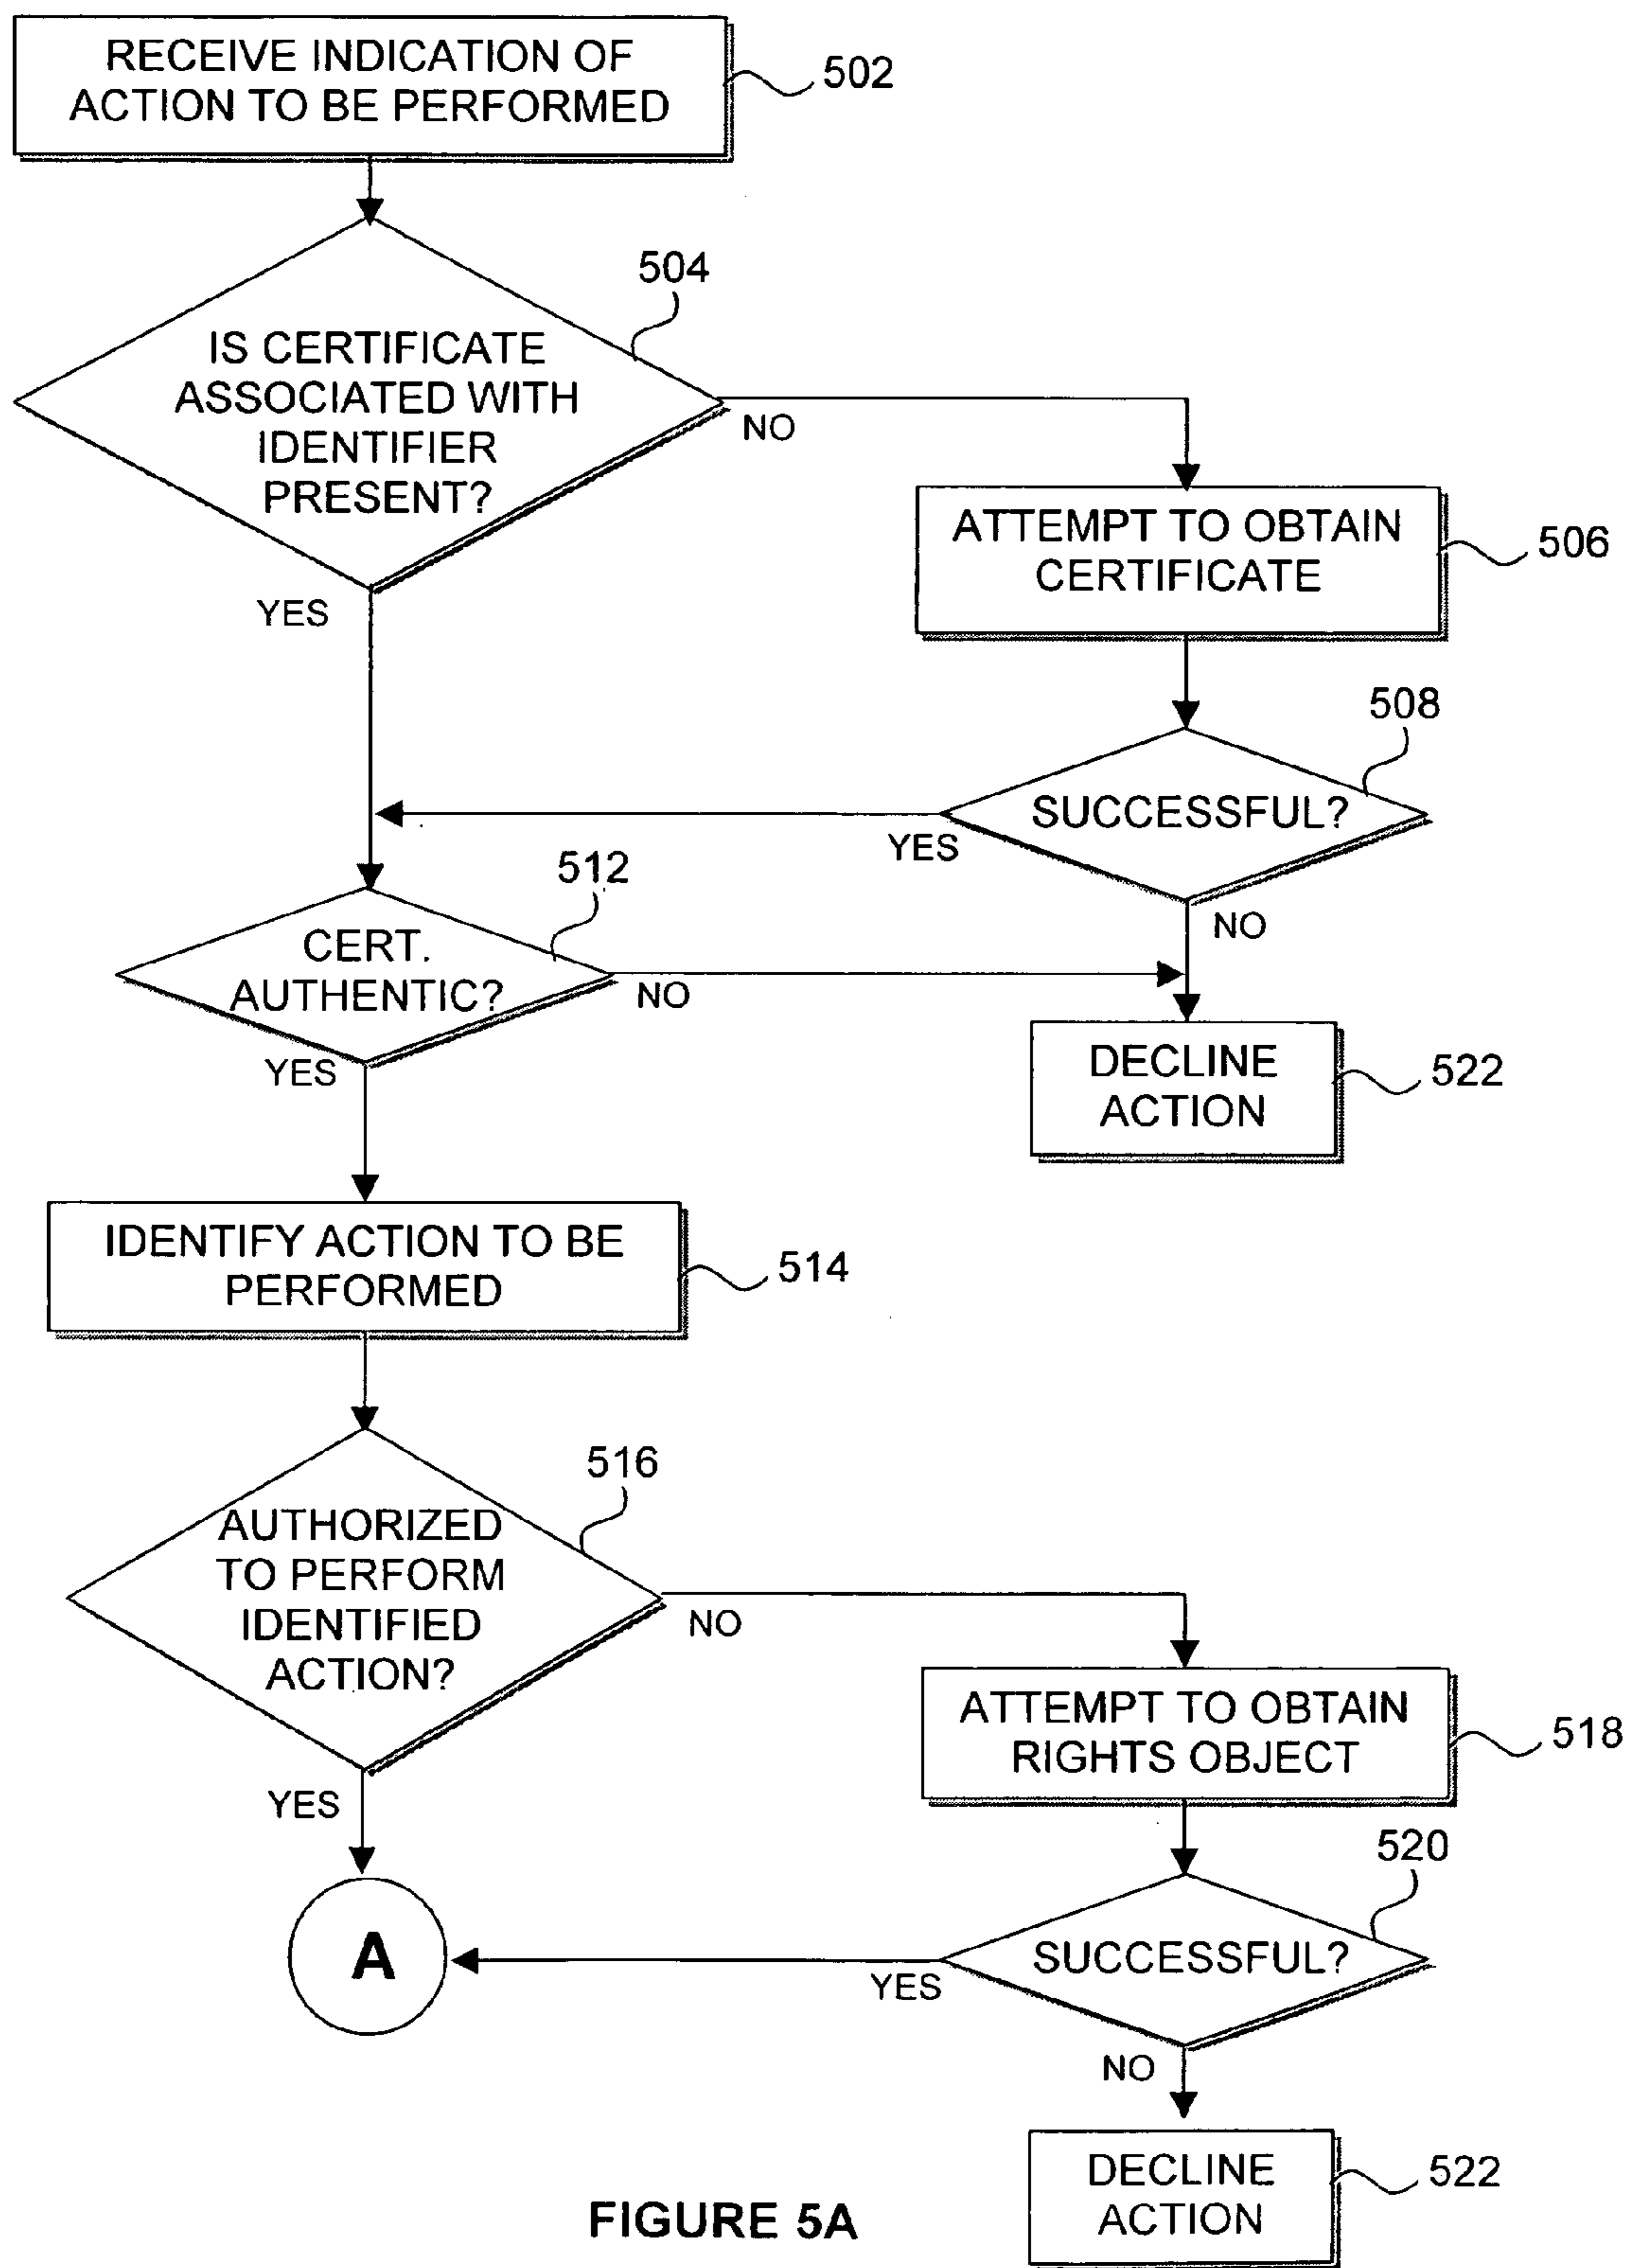 RECEIVE INDICATION OF
ACTION TO BE PERFORMED
502
504
IS CERTIFICATE
ASSOCIATED WITH
IDENTIFIER
PRESENT?
NO
YES
ATTEMPT TO OBTAIN
CERTIFICATE
506
508
SUCCESSFUL?
YES
NO
512
CERT.
AUTHENTIC?
NO
YES
DECLINE
ACTION
522
IDENTIFY ACTION TO BE
PERFORMED
514
516
AUTHORIZED
TO PERFORM
IDENTIFIED
ACTION?
NO
YES
ATTEMPT TO OBTAIN
RIGHTS OBJECT
518
520
SUCCESSFUL?
YES
NO
A
DECLINE
ACTION
522
FIGURE 5A